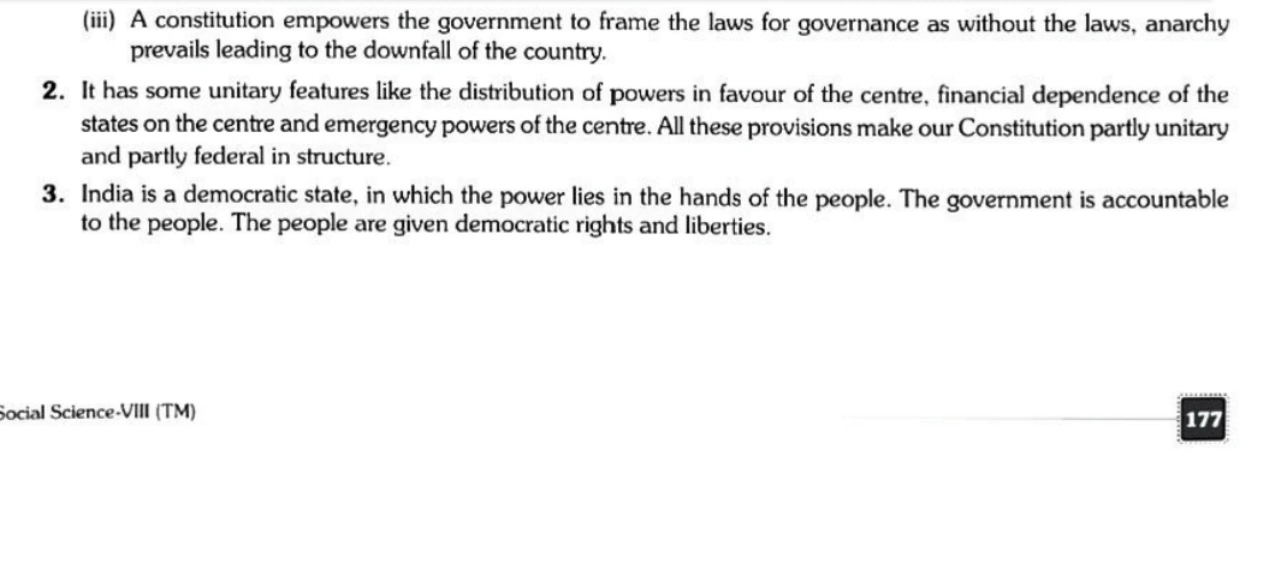 (iii) A constitution empowers the government to frame the laws for governance as without the laws, anarchy
prevails leading to the downfall of the country.
2. It has some unitary features like the distribution of powers in favour of the centre, financial dependence of the
states on the centre and emergency powers of the centre. All these provisions make our Constitution partly unitary
and partly federal in structure.
3. India is a democratic state, in which the power lies in the hands of the people. The government is accountable
to the people. The people are given democratic rights and liberties.
Social Science-VIII (TM)
177